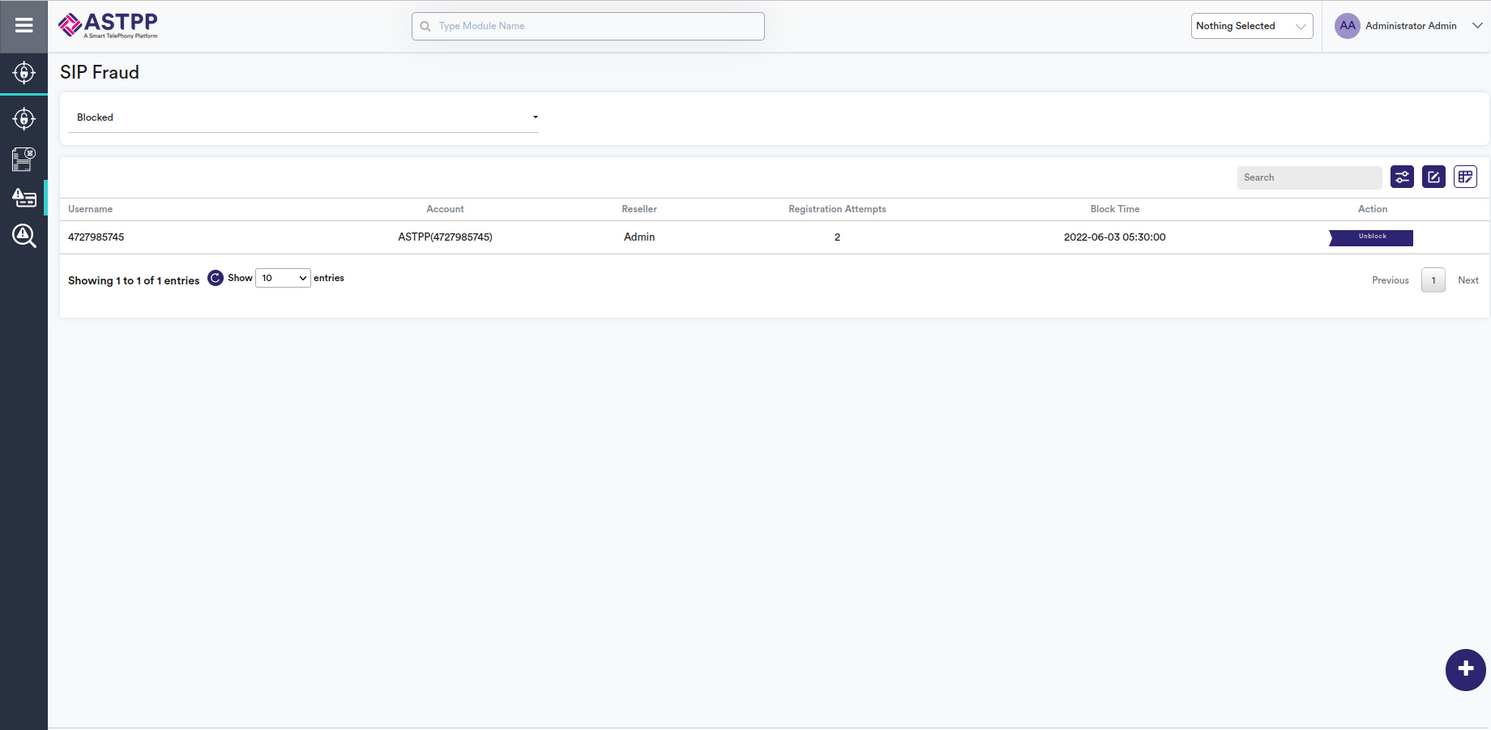 ASTPP
A Smart TelePhony Platform
Type Module Name
Nothing Selected
AA
Administrator Admin
SIP Fraud
Blocked
Search
Username Account Reseller Registration Attempts Block Time Action
4727985745 ASTPP(4727985745) Admin 2 2022-06-03 05:30:00 Unblock
Showing 1 to 1 of 1 entries Show 10 entries Previous 1 Next